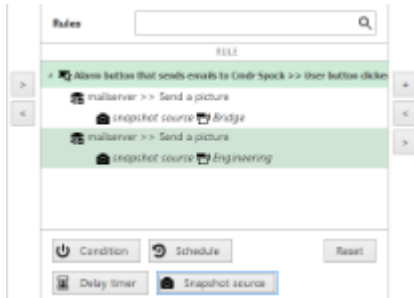 Rules
RULE
Alarm button that sends emails to Cmdr Spock >> User button clicke
mailserver >> Send a picture
snapshot source Bridge
mailserver >> Send a picture
snapshot source Engineering
Condition
Schedule
Reset
Delay timer
Snapshot source